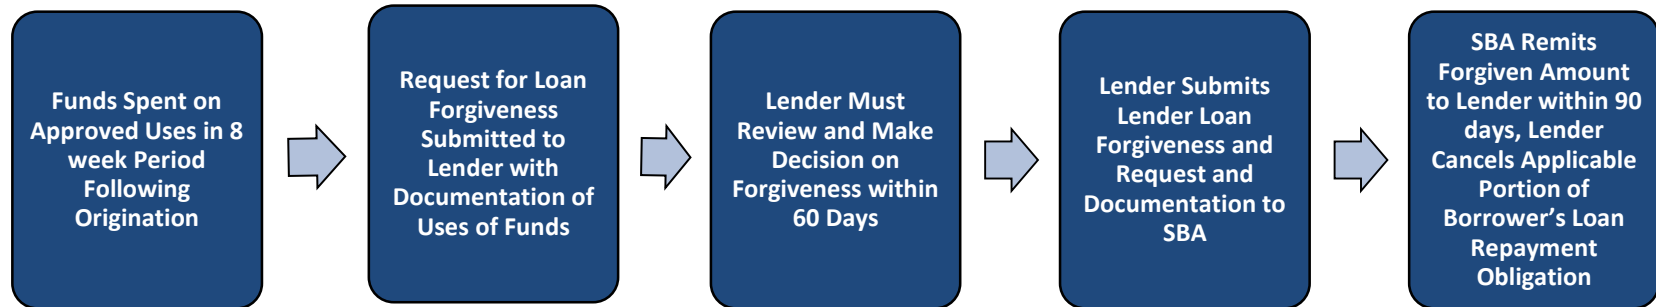 Funds Spent on
Approved Uses in 8
week Period
Following
Origination
Request for Loan
Forgiveness
Submitted to
Lender with
Documentation of
Uses of Funds
Lender Must
Review and Make
Decision on
Forgiveness within
60 Days
Lender Submits
Lender Loan
Forgiveness and
Request and
Documentation to
SBA
SBA Remits
Forgiven Amount
to Lender within 90
days, Lender
Cancels Applicable
Portion of
Borrower’s Loan
Repayment
Obligation